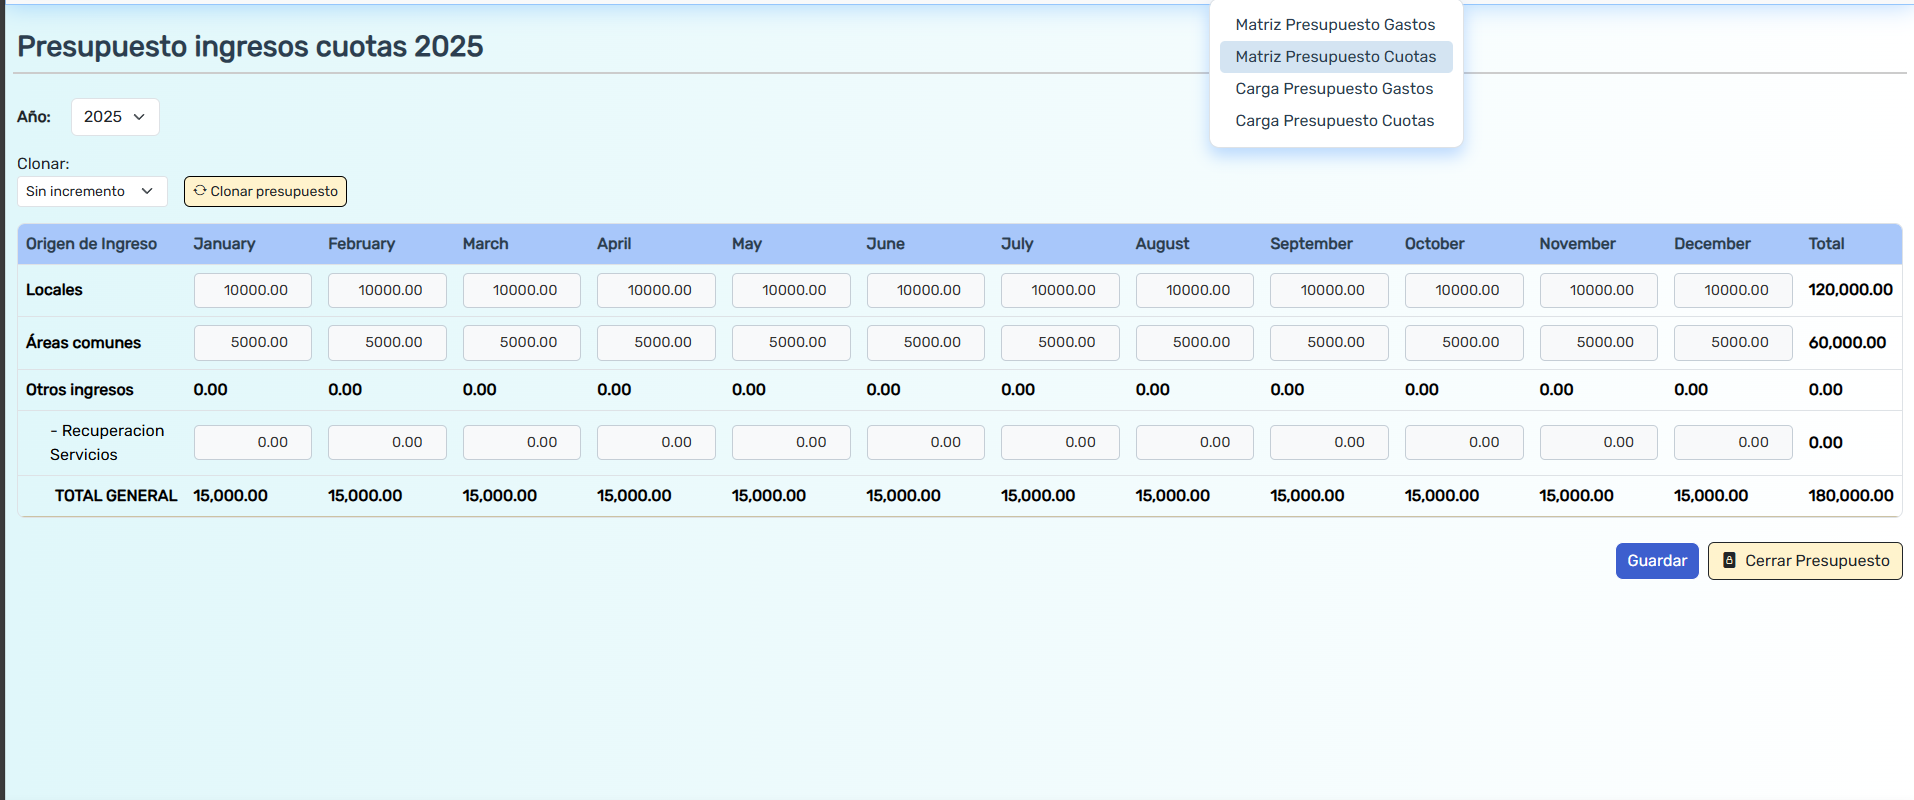 Matriz Presupuesto Gastos
Matriz Presupuesto Cuotas
Carga Presupuesto Gastos
Carga Presupuesto Cuotas
Presupuesto ingresos cuotas 2025
Año: 2025
Clonar:
Sin incremento Clonar presupuesto
Origen de Ingreso January February March April May June July August September October November December Total
Locales 10000.00 10000.00 10000.00 10000.00 10000.00 10000.00 10000.00 10000.00 10000.00 10000.00 10000.00 10000.00 120,000.00
Áreas comunes 5000.00 5000.00 5000.00 5000.00 5000.00 5000.00 5000.00 5000.00 5000.00 5000.00 5000.00 5000.00 60,000.00
Otros ingresos 0.00 0.00 0.00 0.00 0.00 0.00 0.00 0.00 0.00 0.00 0.00 0.00 0.00
- Recuperacion
Servicios 0.00 0.00 0.00 0.00 0.00 0.00 0.00 0.00 0.00 0.00 0.00 0.00 0.00
TOTAL GENERAL 15,000.00 15,000.00 15,000.00 15,000.00 15,000.00 15,000.00 15,000.00 15,000.00 15,000.00 15,000.00 15,000.00 15,000.00 180,000.00
Guardar Cerrar Presupuesto